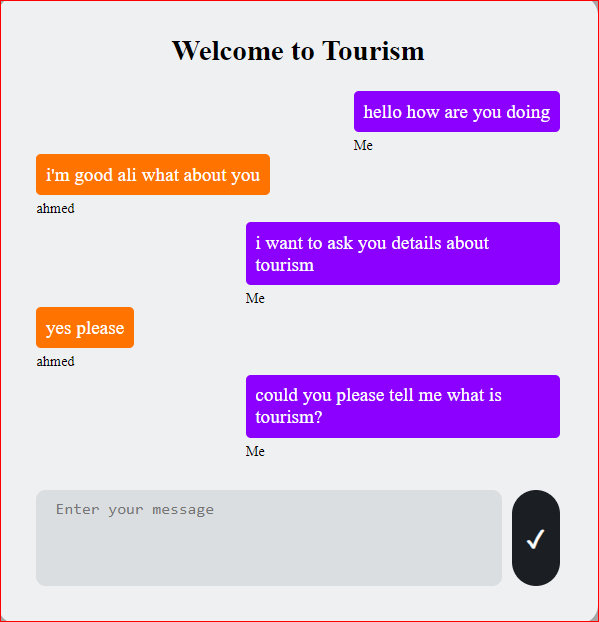 Welcome to Tourism
hello how are you doing
Me
i'm good ali what about you
ahmed
i want to ask you details about
tourism
Me
yes please
ahmed
could you please tell me what is
tourism?
Me
Enter your message
✓